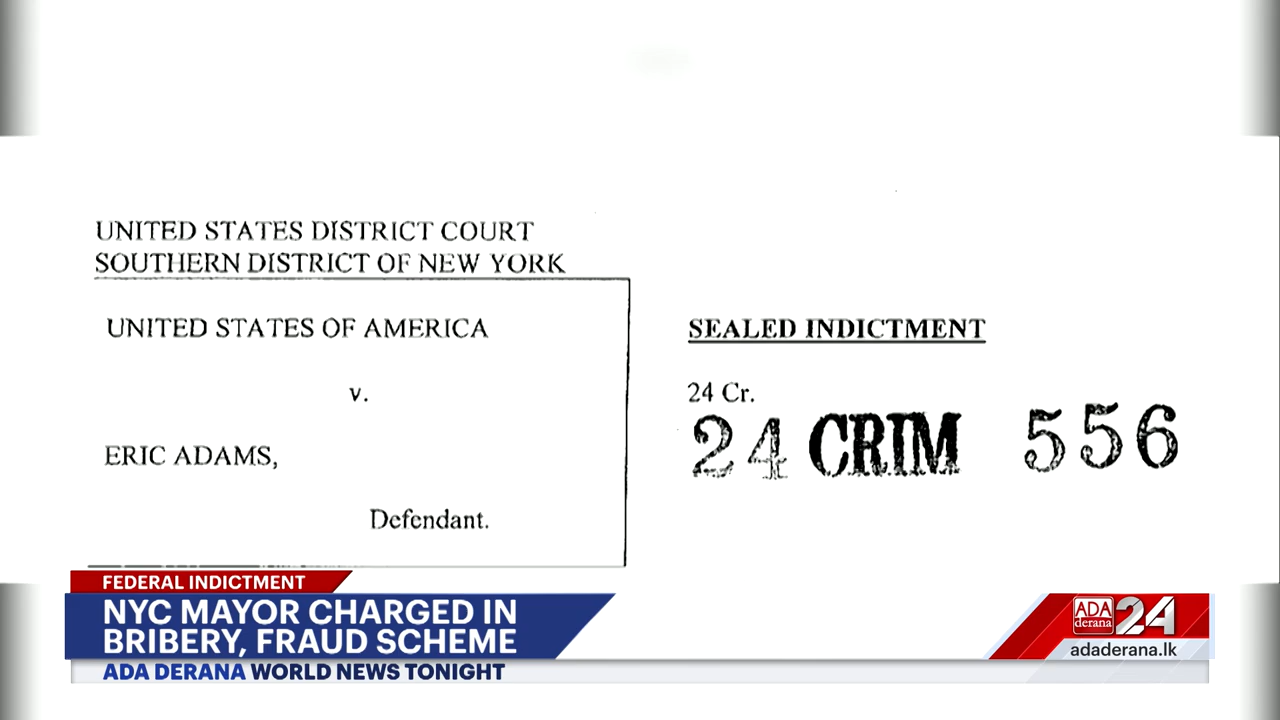 UNITED STATES DISTRICT COURT
SOUTHERN DISTRICT OF NEW YORK
UNITED STATES OF AMERICA
v.
ERIC ADAMS,
Defendant.
SEALED INDICTMENT
24 Cr.
24 CRIM 556
FEDERAL INDICTMENT
NYC MAYOR CHARGED IN
BRIBERY, FRAUD SCHEME
ADA DERANA WORLD NEWS TONIGHT
ADA
derana 24
adaderana.lk